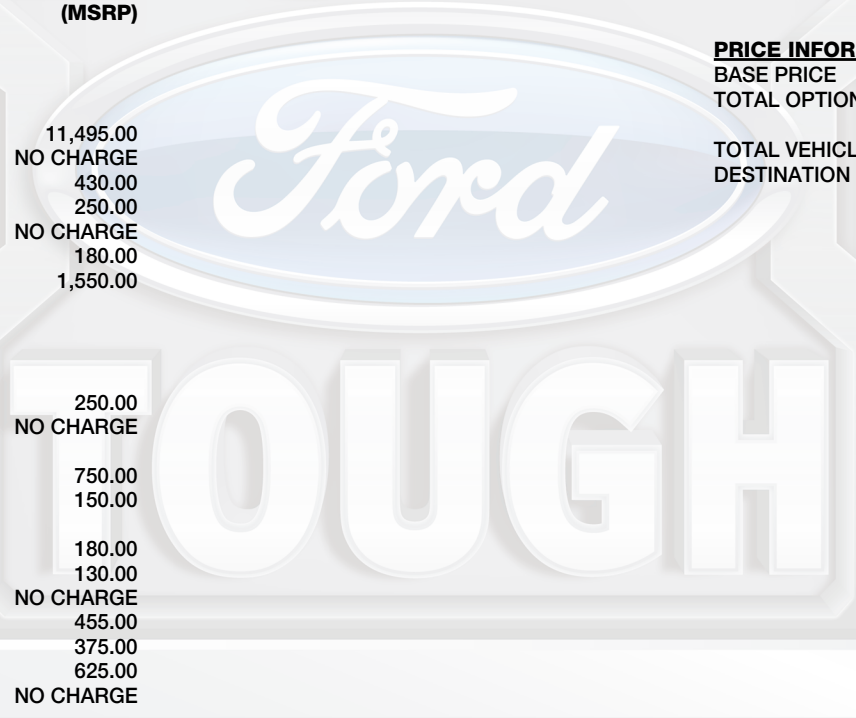 (MSRP)
11,495.00
NO CHARGE
430.00
250.00
NO CHARGE
180.00
1,550.00
250.00
NO CHARGE
750.00
150.00
180.00
130.00
NO CHARGE
455.00
375.00
625.00
NO CHARGE
PRICE INFOR
BASE PRICE
TOTAL OPTION
TOTAL VEHICL
DESTINATION
Ford
TOUGH